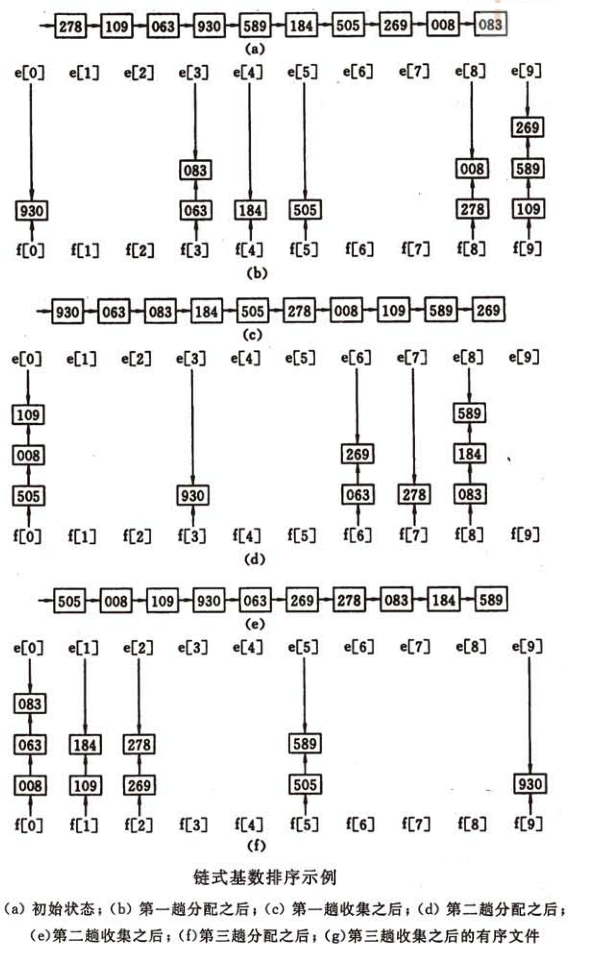 278 109 063 930 589 184 505 269 008 083
(a)
e[0] e[1] e[2] e[3] e[4] e[5] e[6] e[7] e[8] e[9]
269
083 008 589
930 063 184 505 278 109
f[0] f[1] f[2] f[3] f[4] f[5] f[6] f[7] f[8] f[9]
(b)
930 063 083 184 505 278 008 109 589 269
(c)
e[0] e[1] e[2] e[3] e[4] e[5] e[6] e[7] e[8] e[9]
109 589
008 269 184
505 930 063 278 083
f[0] f[1] f[2] f[3] f[4] f[5] f[6] f[7] f[8] f[9]
(d)
505 008 109 930 063 269 278 083 184 589
(e)
e[0] e[1] e[2] e[3] e[4] e[5] e[6] e[7] e[8] e[9]
083
063 184 278 589
008 109 269 505 930
f[0] f[1] f[2] f[3] f[4] f[5] f[6] f[7] f[8] f[9]
(f)
链式基数排序示例
(a) 初始状态；(b) 第一趟分配之后；(c) 第一趟收集之后；(d) 第二趟分配之后；
(e)第二趟收集之后；(f)第三趟分配之后；(g)第三趟收集之后的有序文件